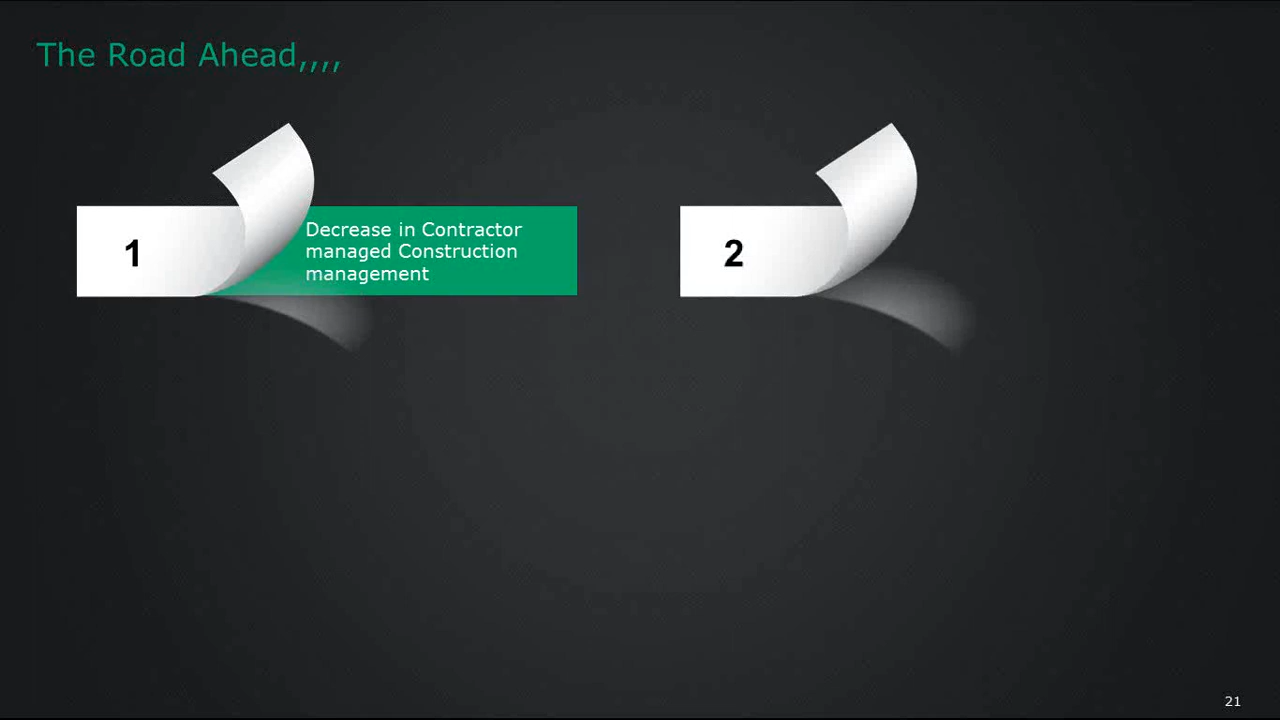 The Road Ahead,,,,
1
Decrease in Contractor
managed Construction
management
2
21